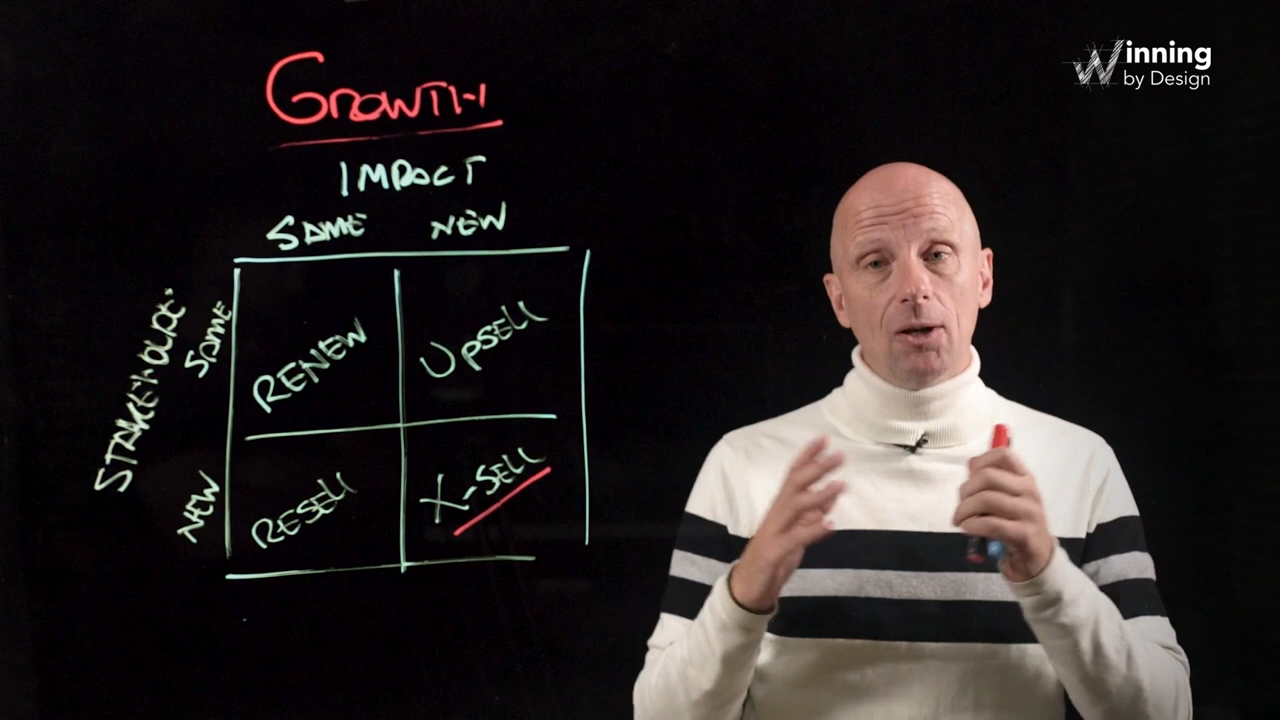 Winning
by Design
GROWTH
IMPACT
SAME NEW
STAKEHOLDER
SAME
RENEW
UpSELL
NEW
RESELL
X-SELL